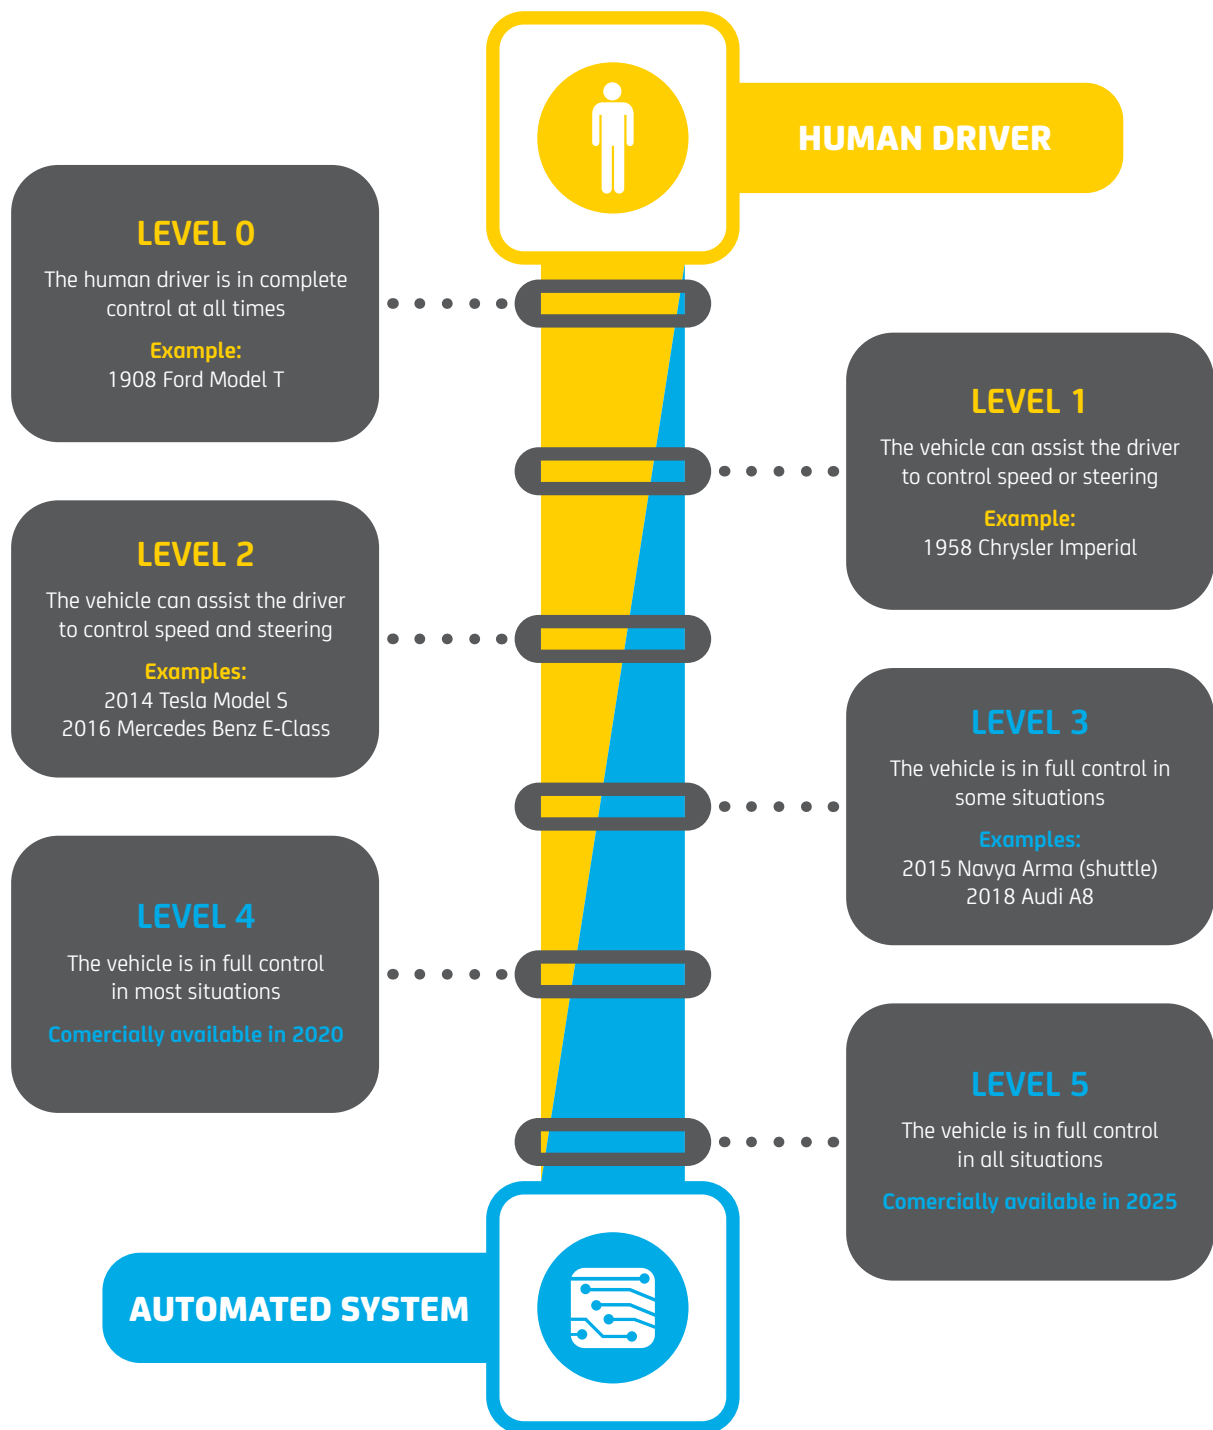 HUMAN DRIVER
LEVEL 0
The human driver is in complete
control at all times
Example:
1908 Ford Model T
LEVEL 1
The vehicle can assist the driver
to control speed or steering
Example:
1958 Chrysler Imperial
LEVEL 2
The vehicle can assist the driver
to control speed and steering
Examples:
2014 Tesla Model S
2016 Mercedes Benz E-Class
LEVEL 3
The vehicle is in full control in
some situations
Examples:
2015 Navya Arma (shuttle)
2018 Audi A8
LEVEL 4
The vehicle is in full control
in most situations
Comercially available in 2020
LEVEL 5
The vehicle is in full control
in all situations
Comercially available in 2025
AUTOMATED SYSTEM